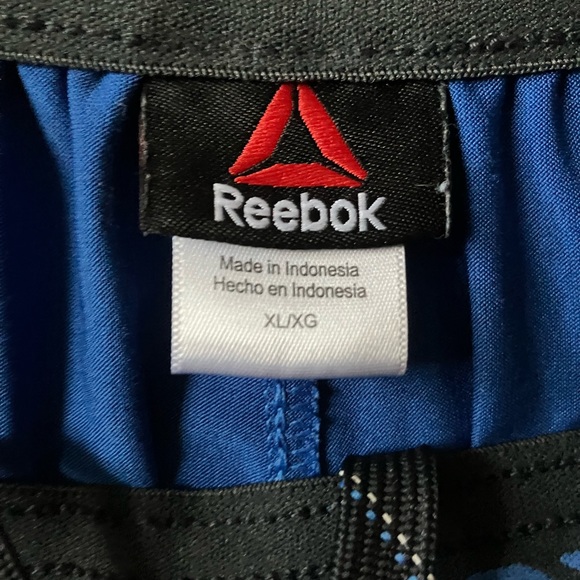 Reebok
Made in Indonesia
Hecho en Indonesia
XL/XG